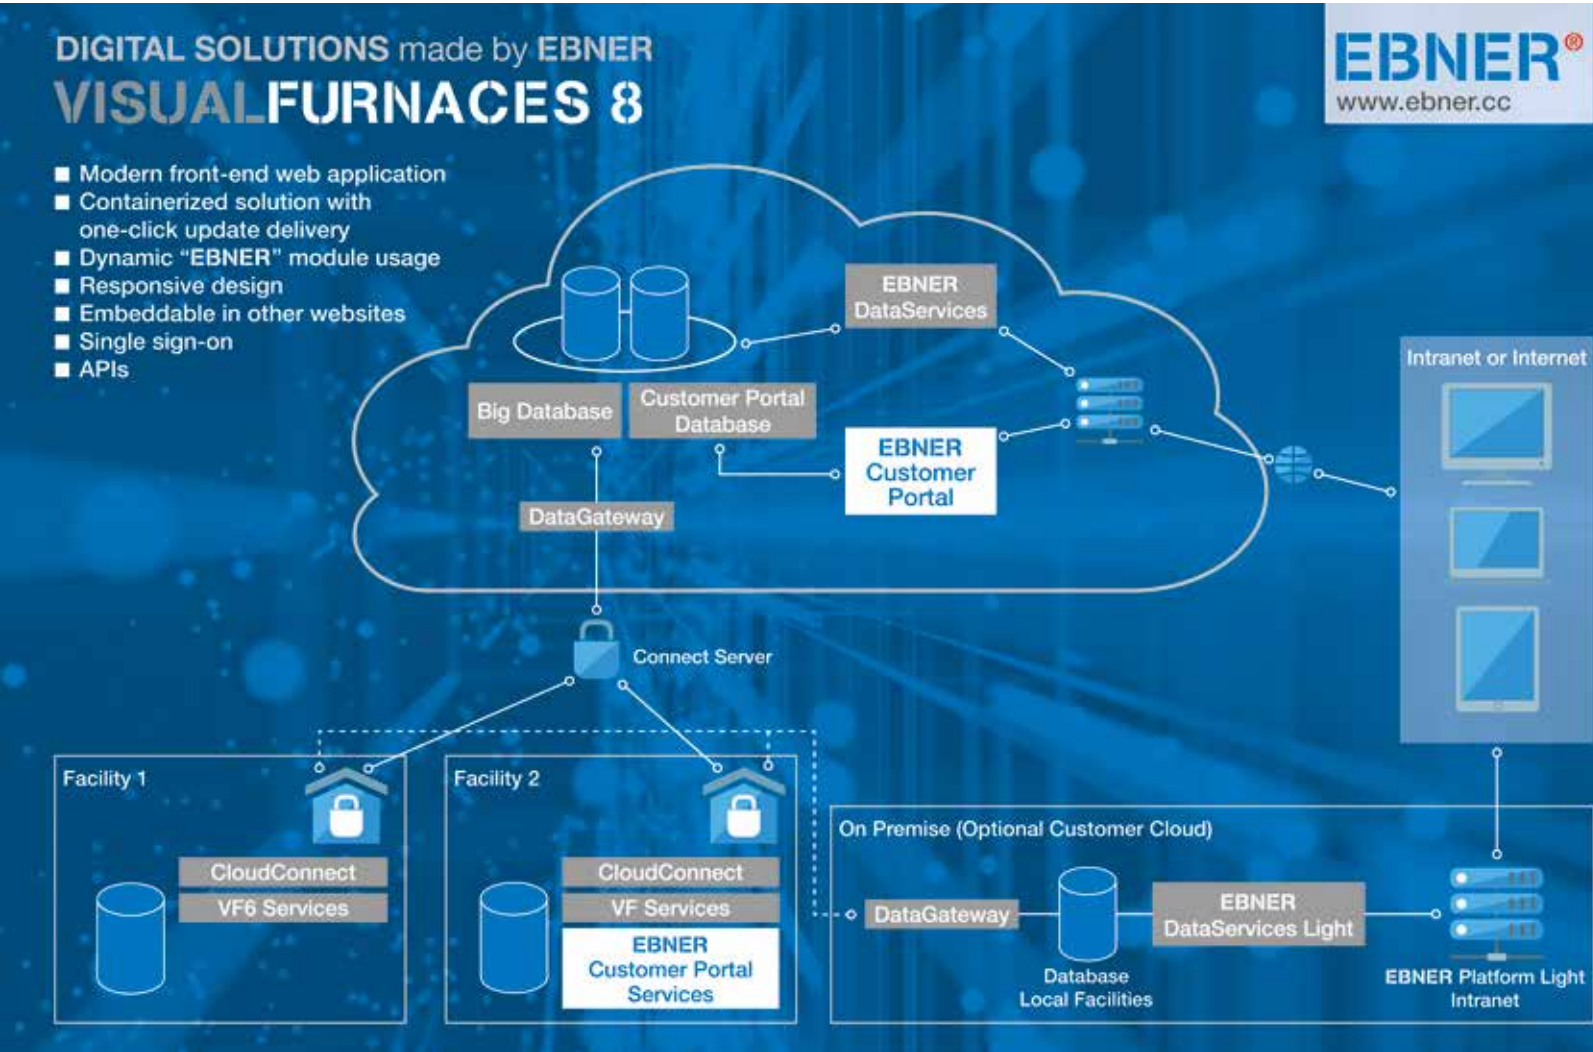 DIGITAL SOLUTIONS made by EBNER
VISUALFURNACES 8
EBNER®
www.ebner.cc
Modern front-end web application
Containerized solution with
one-click update delivery
Dynamic “EBNER” module usage
Responsive design
Embeddable in other websites
Single sign-on
APIs
EBNER
DataServices
Big Database
Customer Portal
Database
EBNER
Customer
Portal
DataGateway
Intranet or Internet
Connect Server
Facility 1
CloudConnect
VF6 Services
Facility 2
CloudConnect
VF Services
EBNER
Customer Portal
Services
On Premise (Optional Customer Cloud)
DataGateway
Database
Local Facilities
EBNER
DataServices Light
EBNER Platform Light
Intranet